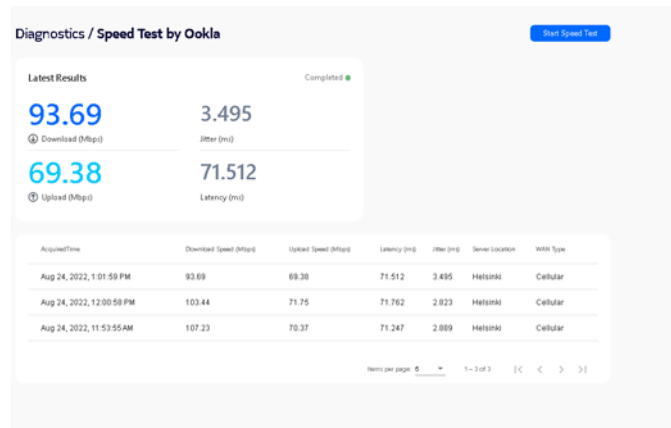 Diagnostics / Speed Test by Ookla
Start Speed Test
Latest Results
Completed
93.69
Download (Mbps)
3.495
Jitter (ms)
69.38
Upload (Mbps)
71.512
Latency (ms)
AcquiredTime Download Speed (Mbps) Upload Speed (Mbps) Latency (ms) Jitter (ms) Server Location WAN Type
Aug 24, 2022, 1:01:59 PM 93.69 69.38 71.512 3.495 Helsinki Cellular
Aug 24, 2022, 12:00:58 PM 103.44 71.75 71.762 2.823 Helsinki Cellular
Aug 24, 2022, 11:53:55 AM 107.23 70.37 71.247 2.889 Helsinki Cellular
Items per page: 6 1 – 3 of 3